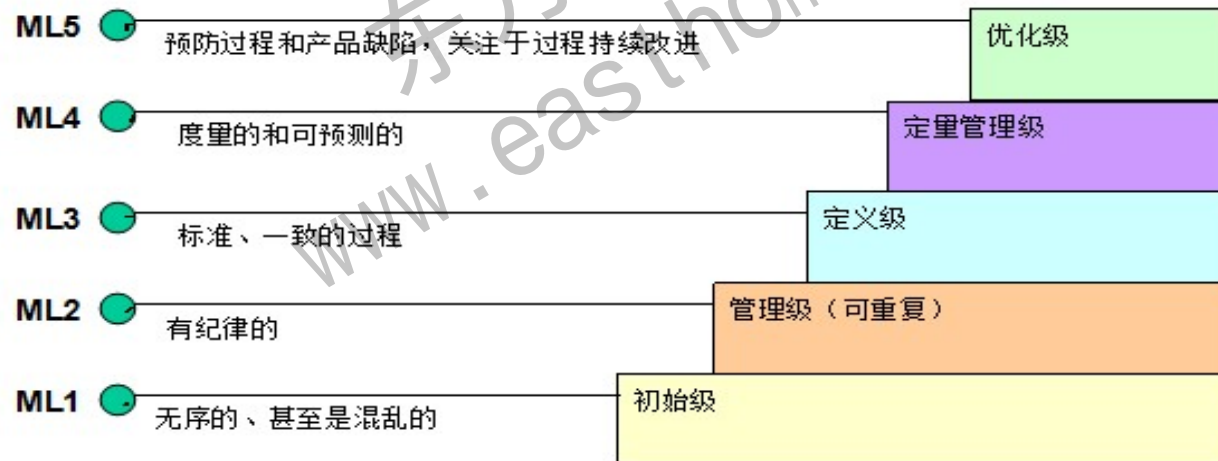 ML5
优化级
预防过程和产品缺陷，关注于过程持续改进
ML4
定量管理级
度量的和可预测的
ML3
定义级
标准、一致的过程
ML2
管理级（可重复）
有纪律的
ML1
初始级
无序的、甚至是混乱的